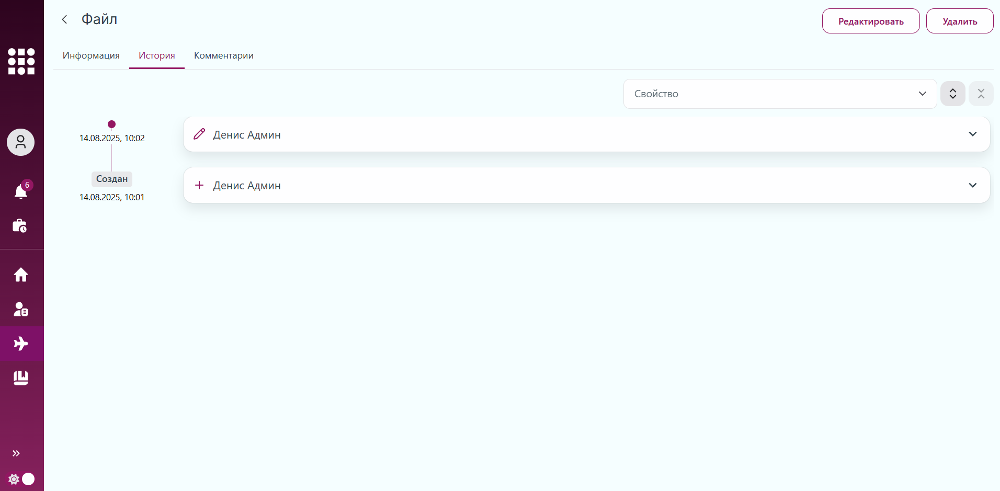 Файл
Редактировать
Удалить
Информация
История
Комментарии
Свойство
14.08.2025, 10:02
Денис Админ
Создан
14.08.2025, 10:01
Денис Админ
6